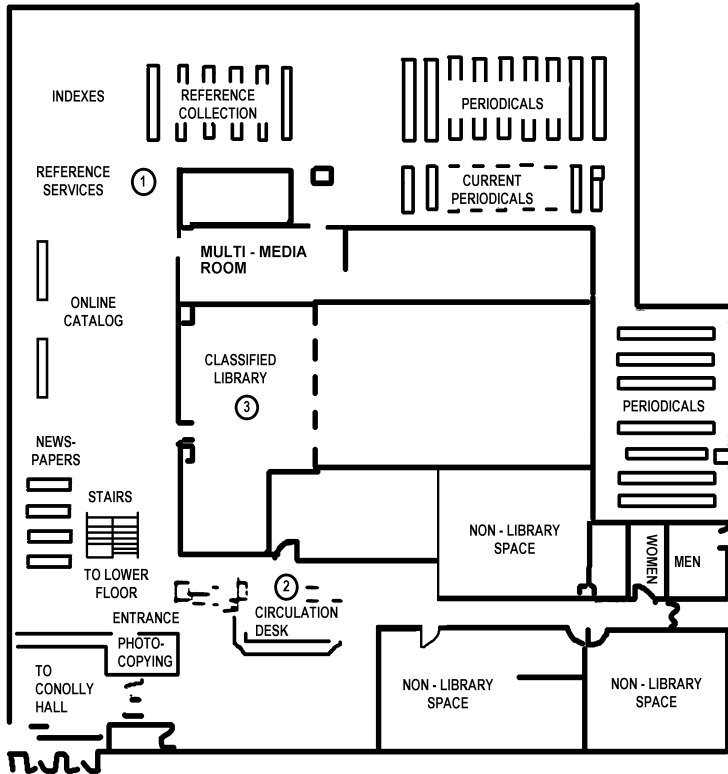 INDEXES
REFERENCE
COLLECTION
PERIODICALS
REFERENCE
SERVICES
1
CURRENT
PERIODICALS
MULTI - MEDIA
ROOM
ONLINE
CATALOG
CLASSIFIED
LIBRARY
3
PERIODICALS
NEWS-
PAPERS
STAIRS
TO LOWER
FLOOR
NON - LIBRARY
SPACE
WOMEN
MEN
2
CIRCULATION
DESK
ENTRANCE
PHOTO-
COPYING
TO
CONOLLY
HALL
NON - LIBRARY
SPACE
NON - LIBRARY
SPACE